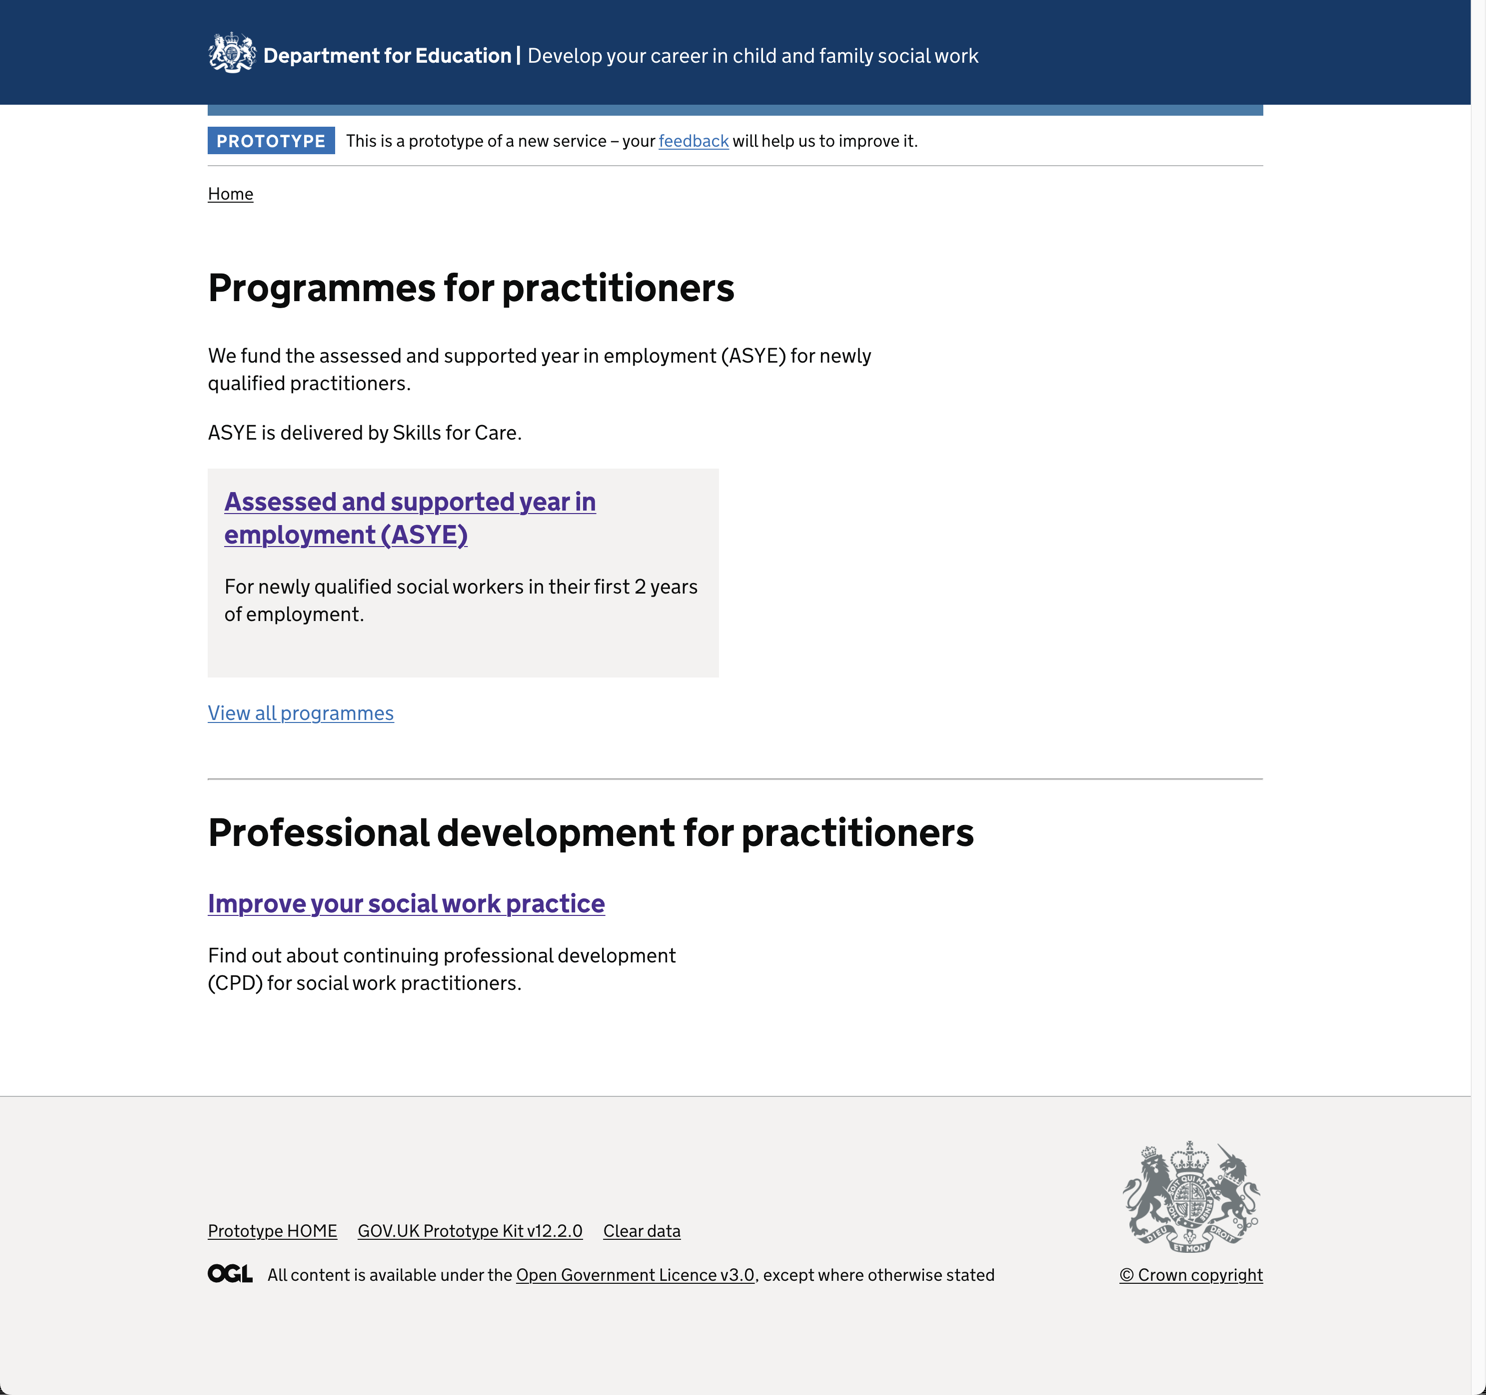 Department for Education | Develop your career in child and family social work
PROTOTYPE This is a prototype of a new service – your feedback will help us to improve it.
Home
Programmes for practitioners
We fund the assessed and supported year in employment (ASYE) for newly
qualified practitioners.
ASYE is delivered by Skills for Care.
Assessed and supported year in
employment (ASYE)
For newly qualified social workers in their first 2 years
of employment.
View all programmes
Professional development for practitioners
Improve your social work practice
Find out about continuing professional development
(CPD) for social work practitioners.
Prototype HOME GOV.UK Prototype Kit v12.2.0 Clear data
OGL All content is available under the Open Government Licence v3.0, except where otherwise stated
DIEU ET MON DROIT
© Crown copyright